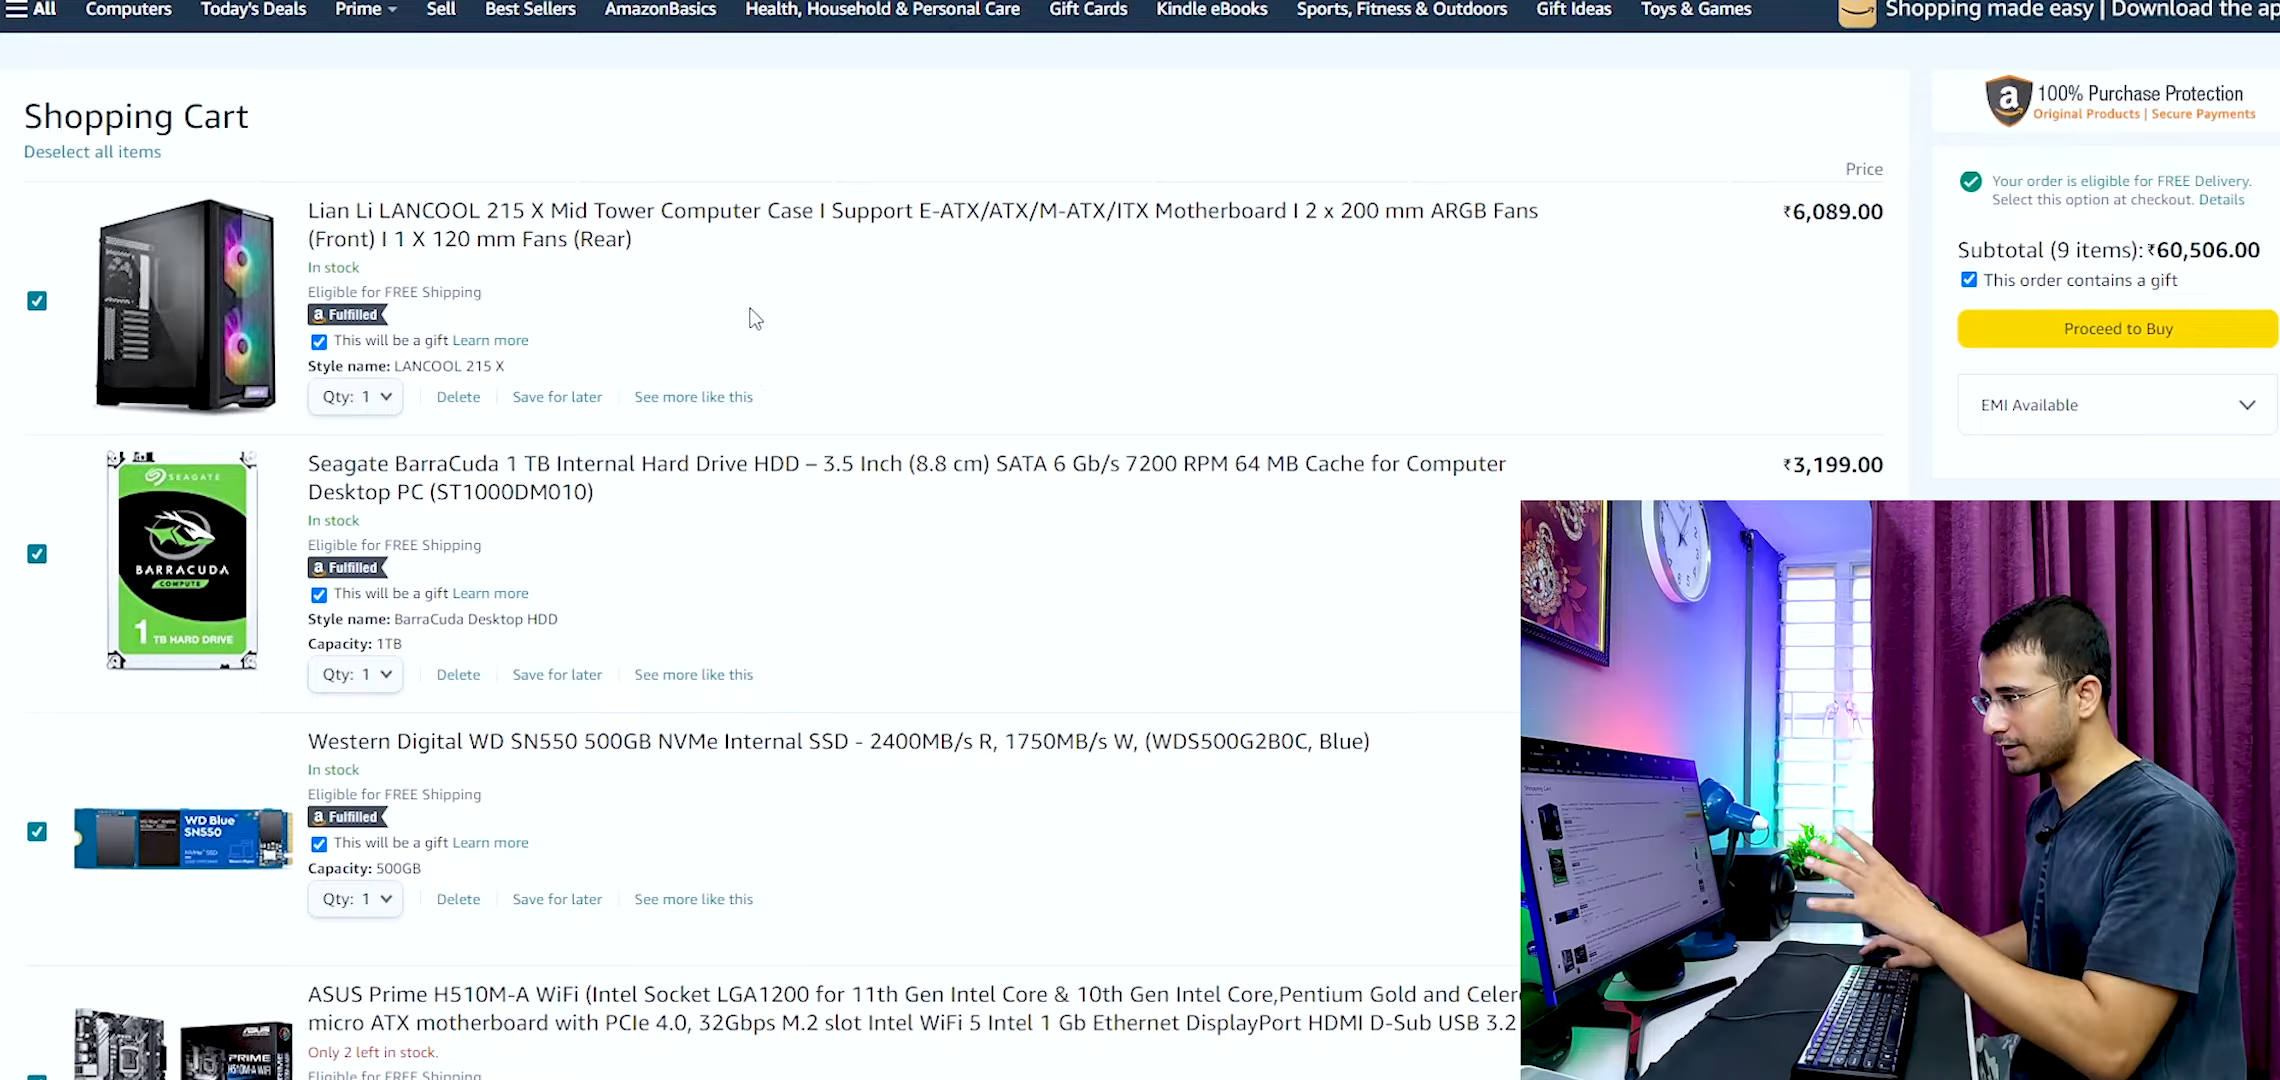 All Computers Today's Deals Prime Sell Best Sellers AmazonBasics Health, Household & Personal Care Gift Cards Kindle eBooks Sports, Fitness & Outdoors Gift Ideas Toys & Games Shopping made easy | Download the
Shopping Cart
Deselect all items
Price
Lian Li LANCOOL 215 X Mid Tower Computer Case I Support E-ATX/ATX/M-ATX/ITX Motherboard I 2 x 200 mm ARGB Fans
(Front) I 1 X 120 mm Fans (Rear)
₹6,089.00
In stock
Eligible for FREE Shipping
a Fulfilled
This will be a gift Learn more
Style name: LANCOOL 215 X
Qty: 1 Delete Save for later See more like this
SEAGATE
BARRACUDA
COMPUTE
1 TB HARD DRIVE
Seagate BarraCuda 1 TB Internal Hard Drive HDD – 3.5 Inch (8.8 cm) SATA 6 Gb/s 7200 RPM 64 MB Cache for Computer
Desktop PC (ST1000DM010)
₹3,199.00
In stock
Eligible for FREE Shipping
a Fulfilled
This will be a gift Learn more
Style name: BarraCuda Desktop HDD
Capacity: 1TB
Qty: 1 Delete Save for later See more like this
WD Blue
SN550
Western Digital WD SN550 500GB NVMe Internal SSD - 2400MB/s R, 1750MB/s W, (WDS500G2B0C, Blue)
In stock
Eligible for FREE Shipping
a Fulfilled
This will be a gift Learn more
Capacity: 500GB
Qty: 1 Delete Save for later See more like this
PRIME
H510M-A WIFI
ASUS Prime H510M-A WiFi (Intel Socket LGA1200 for 11th Gen Intel Core & 10th Gen Intel Core,Pentium Gold and Celer
micro ATX motherboard with PCIe 4.0, 32Gbps M.2 slot Intel WiFi 5 Intel 1 Gb Ethernet DisplayPort HDMI D-Sub USB 3.2
Only 2 left in stock.
Eligible for FREE Shipping
a 100% Purchase Protection
Original Products | Secure Payments
Your order is eligible for FREE Delivery.
Select this option at checkout. Details
Subtotal (9 items): ₹60,506.00
This order contains a gift
Proceed to Buy
EMI Available